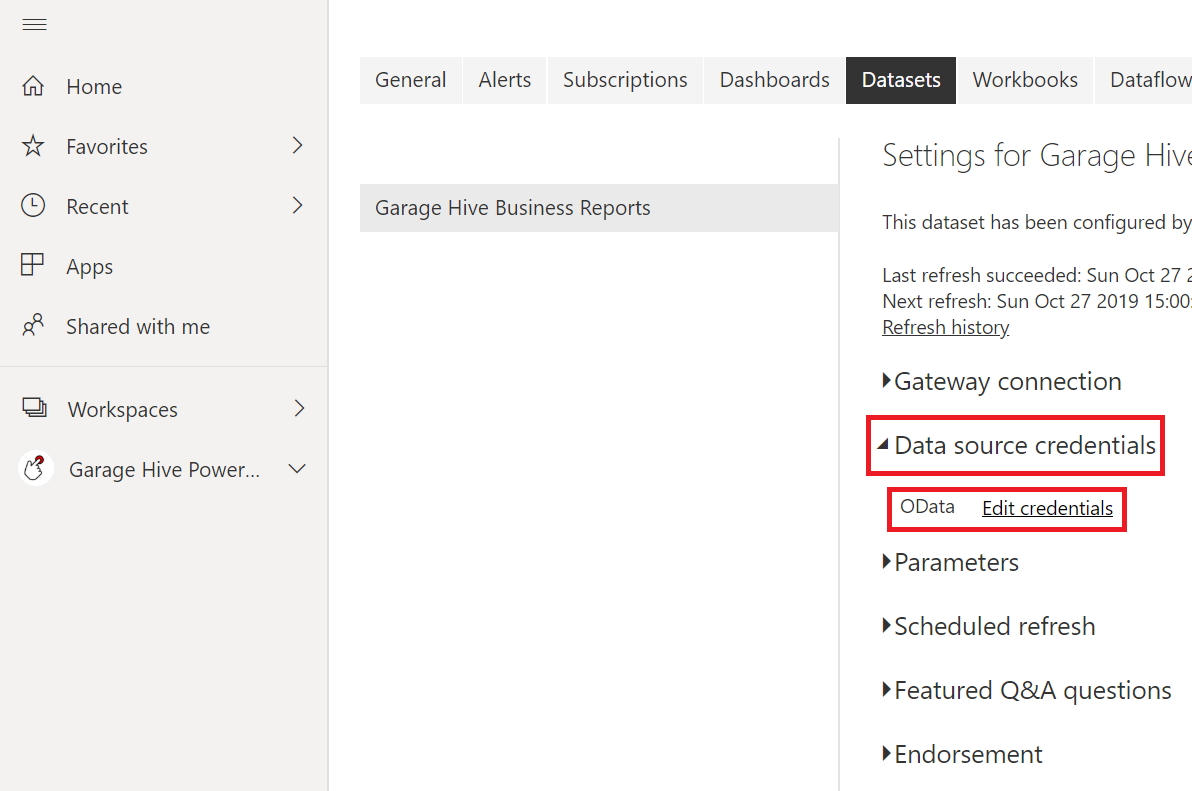 Home
Favorites
Recent
Apps
Shared with me
Workspaces
Garage Hive Power...
General Alerts Subscriptions Dashboards Datasets Workbooks Dataflow
Garage Hive Business Reports
Settings for Garage Hive
This dataset has been configured by
Last refresh succeeded: Sun Oct 27 2
Next refresh: Sun Oct 27 2019 15:00:
Refresh history
Gateway connection
Data source credentials
OData Edit credentials
Parameters
Scheduled refresh
Featured Q&A questions
Endorsement